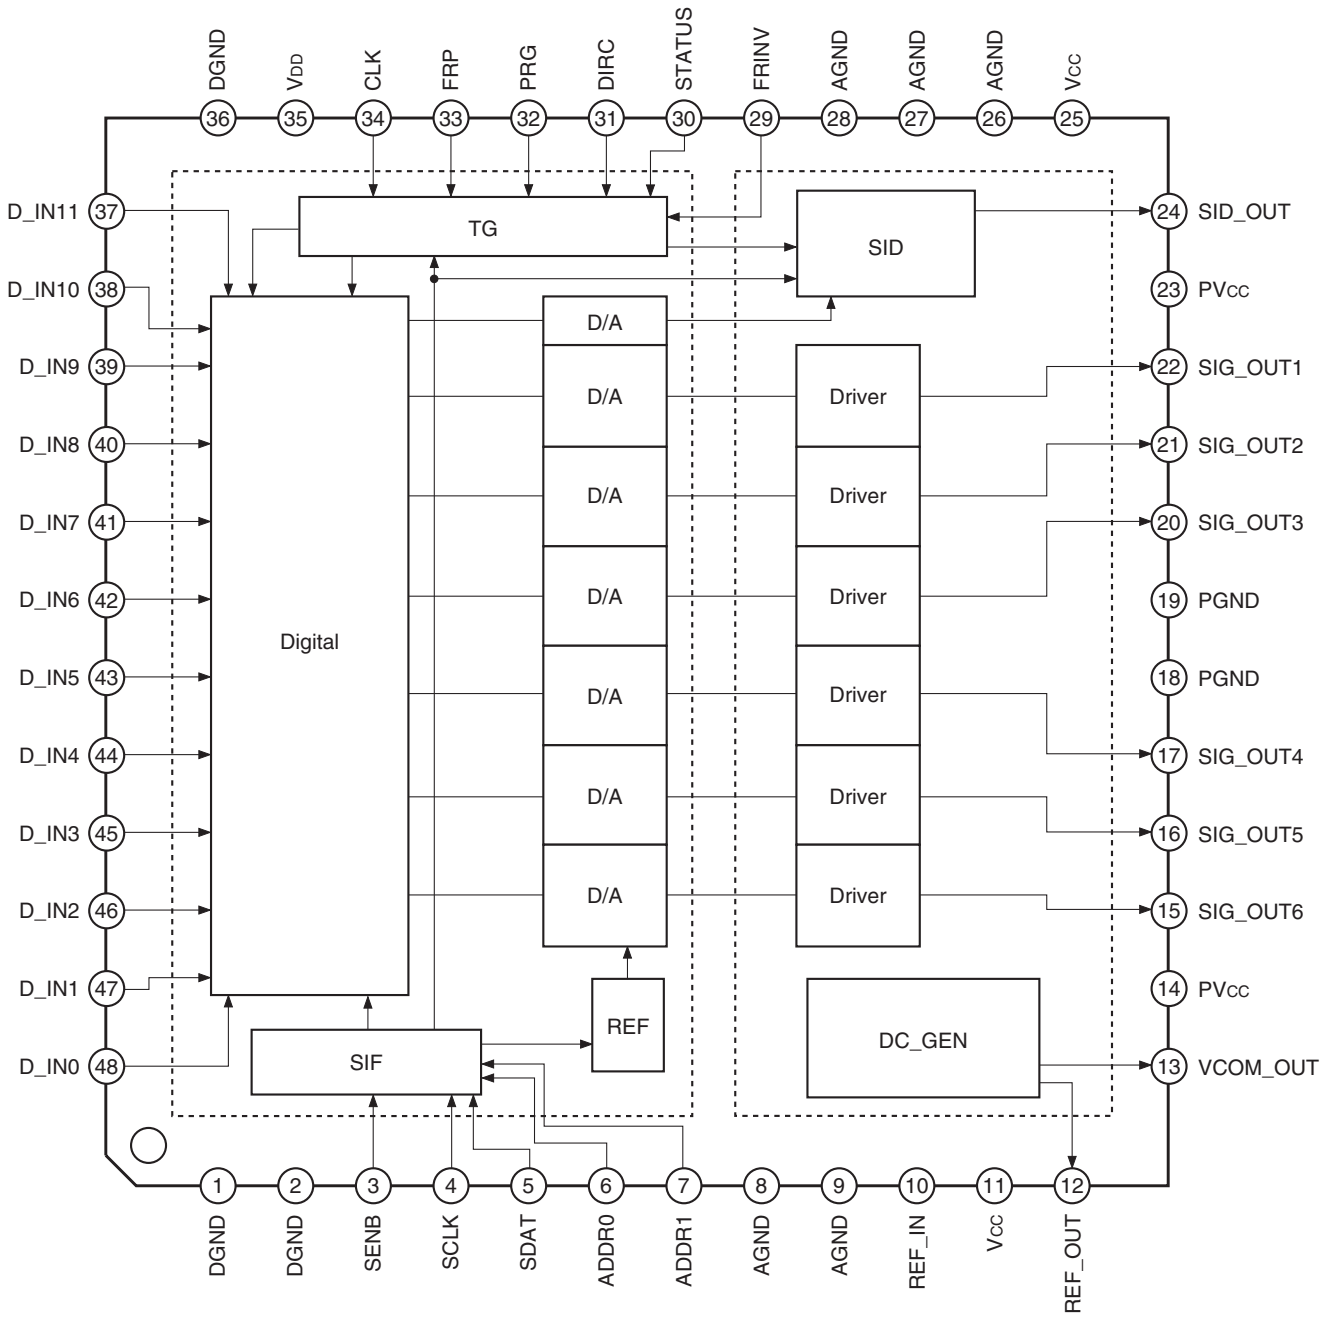 DGND
VDD
CLK
FRP
PRG
DIRC
STATUS
FRINV
AGND
AGND
AGND
VCC
36
35
34
33
32
31
30
29
28
27
26
25
D_IN11 37
TG
SID
24 SID_OUT
D_IN10 38
23 PVCC
D/A
D_IN9 39
22 SIG_OUT1
D/A
Driver
D_IN8 40
21 SIG_OUT2
D/A
Driver
D_IN7 41
20 SIG_OUT3
D_IN6 42
D/A
Driver
19 PGND
Digital
D_IN5 43
18 PGND
D/A
Driver
D_IN4 44
17 SIG_OUT4
D/A
Driver
D_IN3 45
16 SIG_OUT5
D/A
Driver
D_IN2 46
15 SIG_OUT6
D_IN1 47
14 PVCC
REF
DC_GEN
SIF
D_IN0 48
13 VCOM_OUT
1
2
3
4
5
6
7
8
9
10
11
12
DGND
DGND
SENB
SCLK
SDAT
ADDR0
ADDR1
AGND
AGND
REF_IN
VCC
REF_OUT